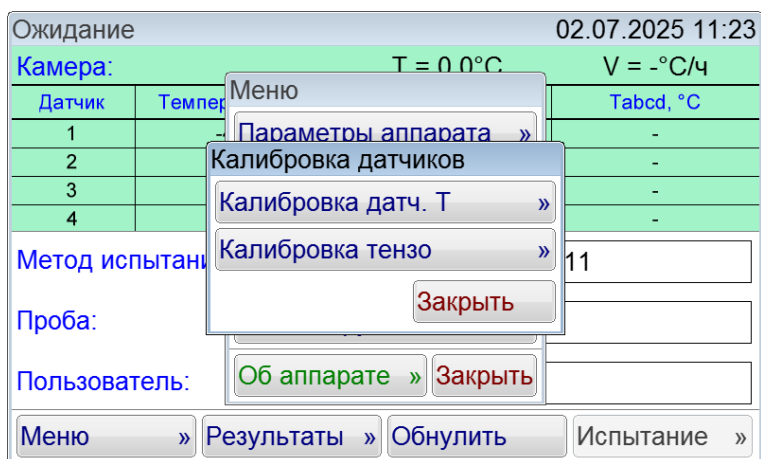 Ожидание 02.07.2025 11:23
Камера: T = 0.0°C V = -°C/ч
Меню
Датчик Tabcd, °C
Параметры аппарата »
1 -
Калибровка датчиков
2 -
Калибровка датч. Т »
3 -
4 -
Калибровка тензо »
Метод 11
Закрыть
Проба:
Об аппарате » Закрыть
Пользователь:
Меню » Результаты » Обнулить Испытание »